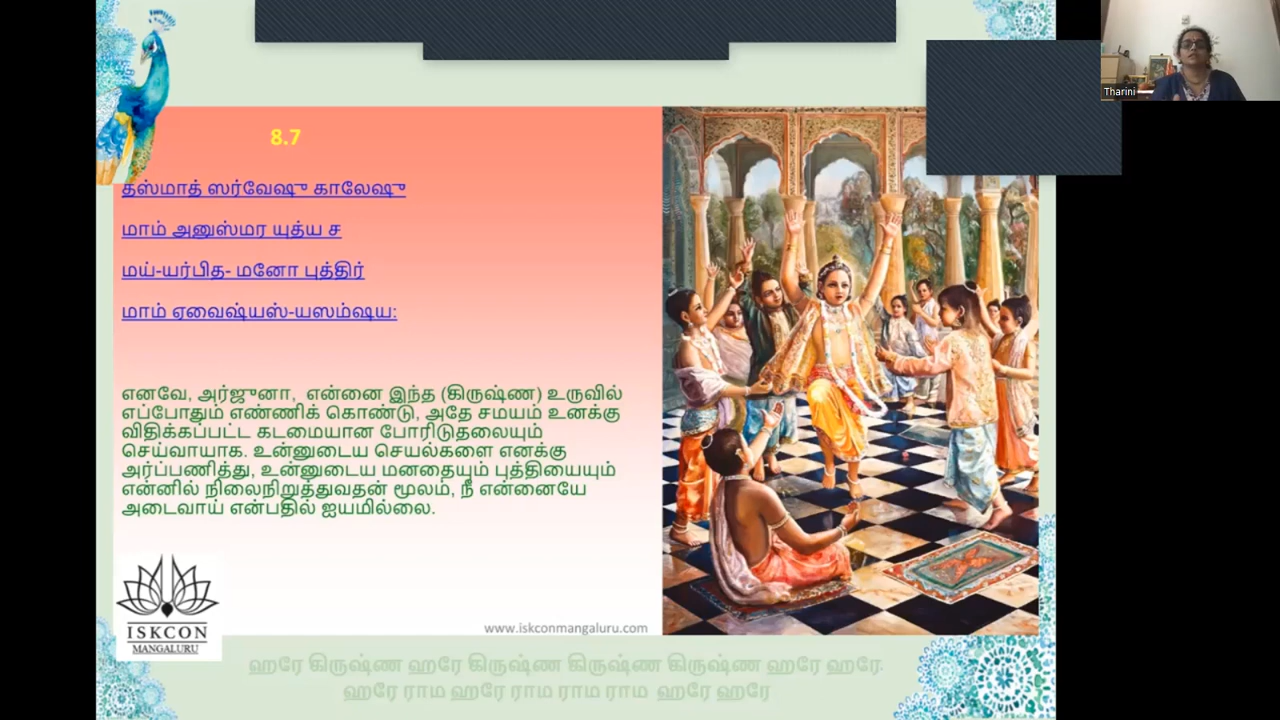 Tharini
8.7
தஸ்மாத் ஸர்வேஷு காலேஷு
மாம் அனுஸ்மர யுத்ய ச
மய்-யர்பித- மனோ புத்திர்
மாம் ஏவைஷ்யஸ்-யஸம்ஷய:
எனவே, அர்ஜுனா, என்னை இந்த (கிருஷ்ண) உருவில்
எப்போதும் எண்ணிக் கொண்டு, அதே சமயம் உனக்கு
விதிக்கப்பட்ட கடமையான போரிடுதலையும்
செய்வாயாக. உன்னுடைய செயல்களை எனக்கு
அர்ப்பணித்து, உன்னுடைய மனதையும் புத்தியையும்
என்னில் நிலைநிறுத்துவதன் மூலம், நீ என்னையே
அடைவாய் என்பதில் ஐயமில்லை.
ISKCON
MANGALURU
www.iskconmangaluru.com
ஹரே கிருஷ்ண ஹரே கிருஷ்ண கிருஷ்ண கிருஷ்ண ஹரே ஹரே
ஹரே ராம ஹரே ராம ராம ராம ஹரே ஹரே